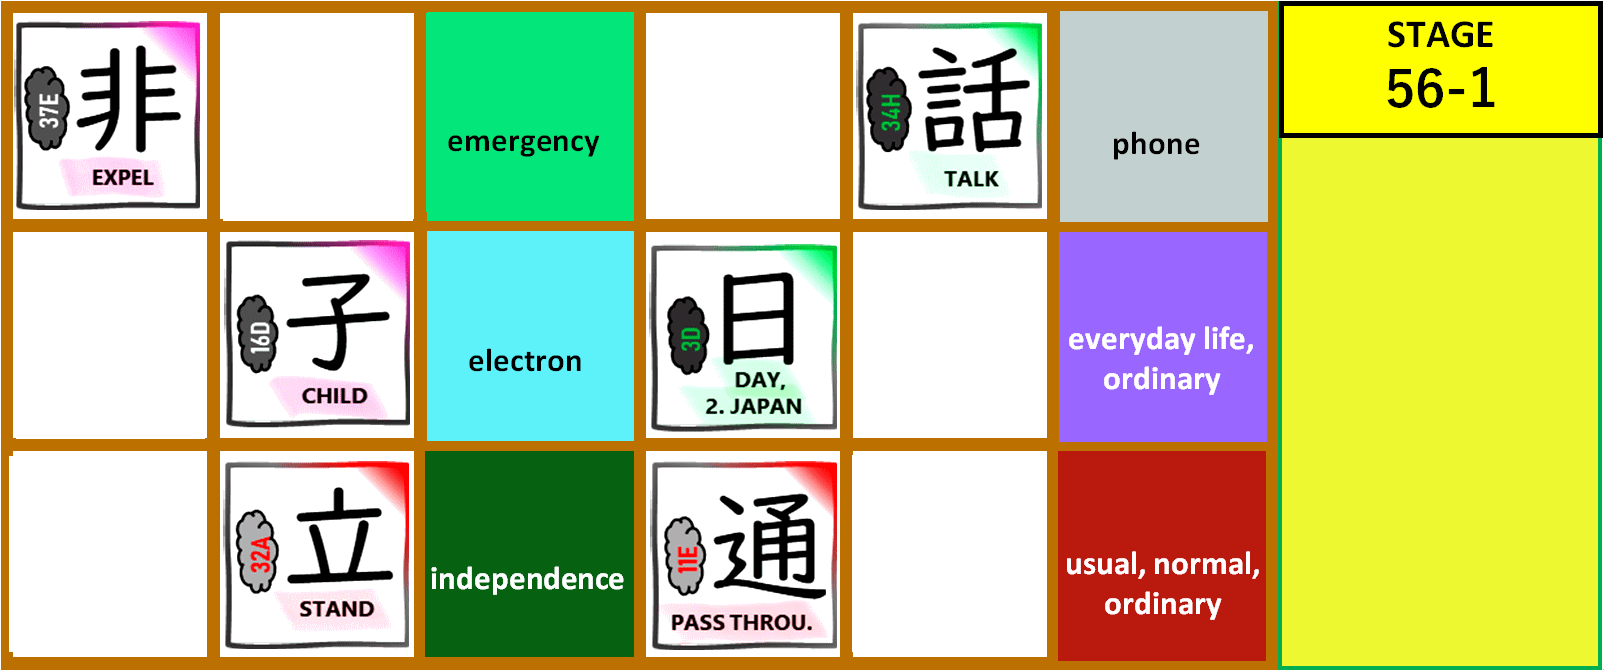 37E
非
EXPEL
emergency
34H
話
TALK
phone
STAGE
56-1
16D
子
CHILD
electron
3D
日
DAY,
2. JAPAN
everyday life,
ordinary
32A
立
STAND
independence
11E
通
PASS THROU.
usual, normal,
ordinary